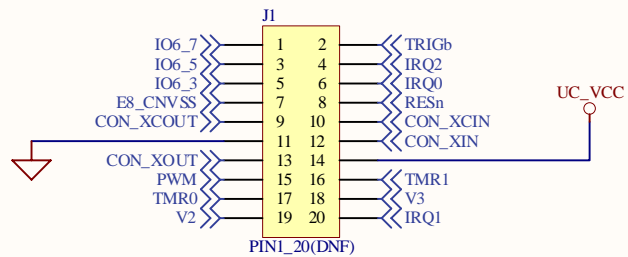 J1
IO6_7 1 2 TRIGb
IO6_5 3 4 IRQ2
IO6_3 5 6 IRQ0
E8_CNVSS 7 8 RESn
UC_VCC
CON_XCOUT 9 10 CON_XCIN
11 12 CON_XIN
CON_XOUT 13 14
PWM 15 16 TMR1
TMR0 17 18 V3
V2 19 20 IRQ1
PIN1_20(DNF)